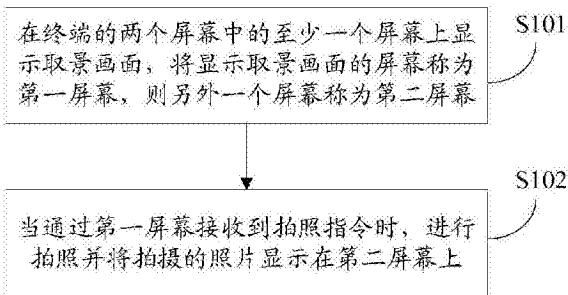 在终端的两个屏幕中的至少一个屏幕上显
示取景画面，将显示取景画面的屏幕称为
第一屏幕，则另外一个屏幕称为第二屏幕
S101
当通过第一屏幕接收到拍照指令时，进行
拍照并将拍摄的照片显示在第二屏幕上
S102